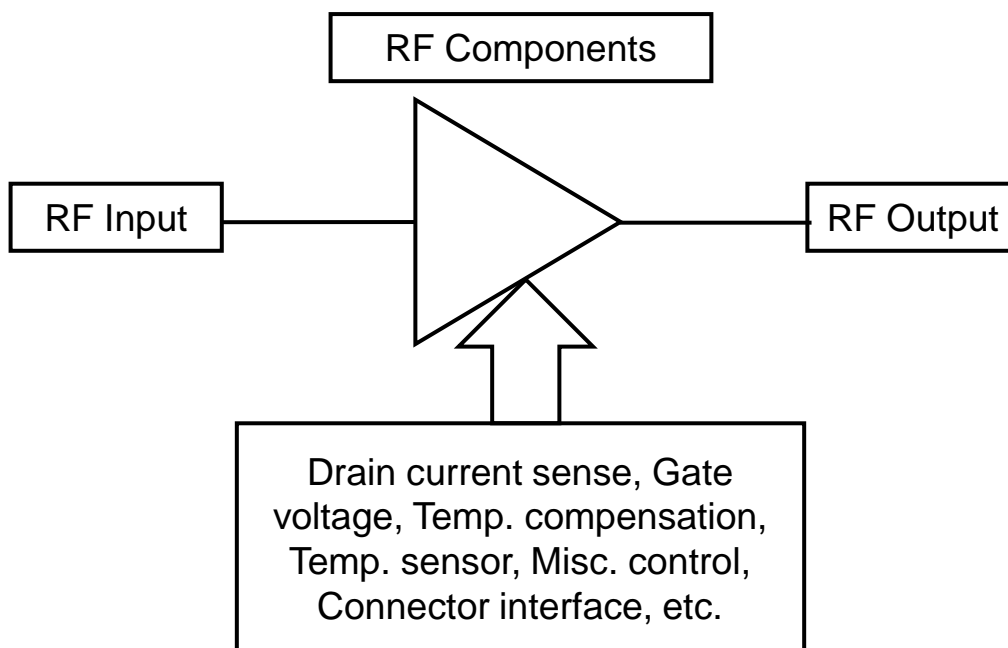 RF Components
RF Input
RF Output
Drain current sense, Gate
voltage, Temp. compensation,
Temp. sensor, Misc. control,
Connector interface, etc.